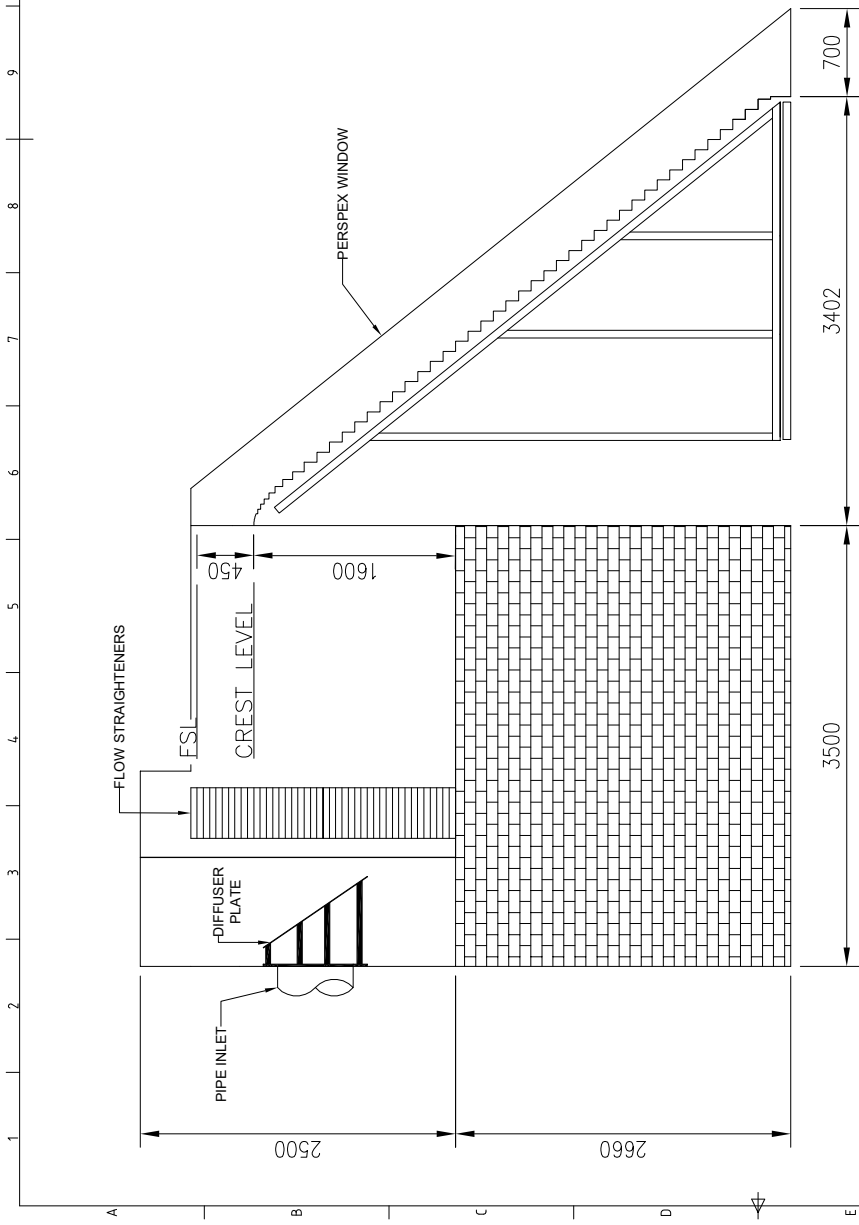 1
2
3
4
5
6
7
8
9
A
B
C
D
E
FLOW STRAIGHTENERS
DIFFUSER
PLATE
PIPE INLET
FSL
CREST LEVEL
PERSPEX WINDOW
450
1600
2500
2660
3500
3402
700